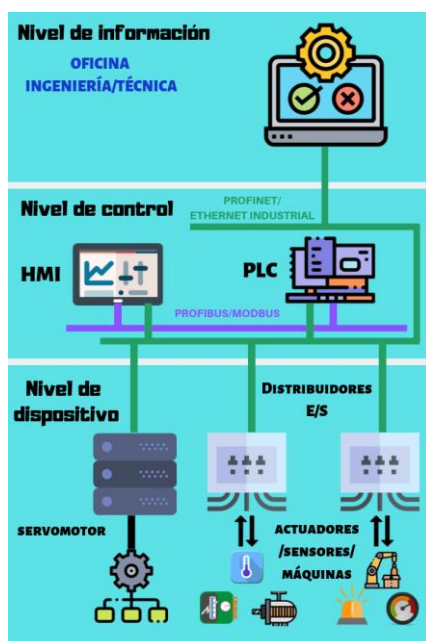 Nivel de información
OFICINA
INGENIERÍA/TÉCNICA
Nivel de control
PROFINET/
ETHERNET INDUSTRIAL
HMI
PLC
PROFIBUS/MODBUS
Nivel de
dispositivo
DISTRIBUIDORES
E/S
SERVOMOTOR
ACTUADORES
/SENSORES/
MÁQUINAS